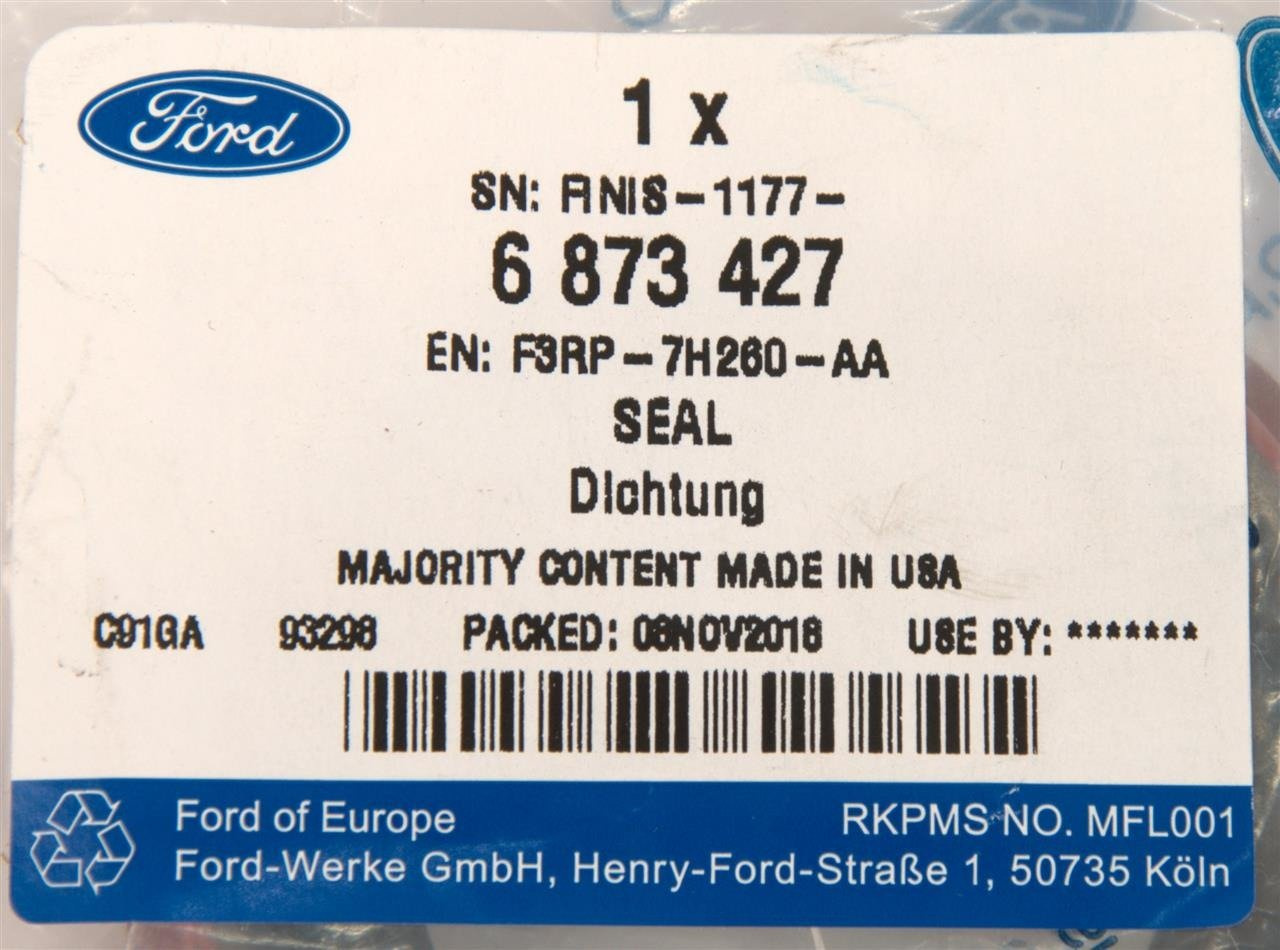 Ford
1 x
SN: FINIS-1177-
6 873 427
EN: F3RP-7H260-AA
SEAL
Dichtung
MAJORITY CONTENT MADE IN USA
C91GA 93298 PACKED: USE BY: *******
Ford of Europe RKPMS NO. MFL001
Ford-Werke GmbH, Henry-Ford-Straße 1, 50735 Köln